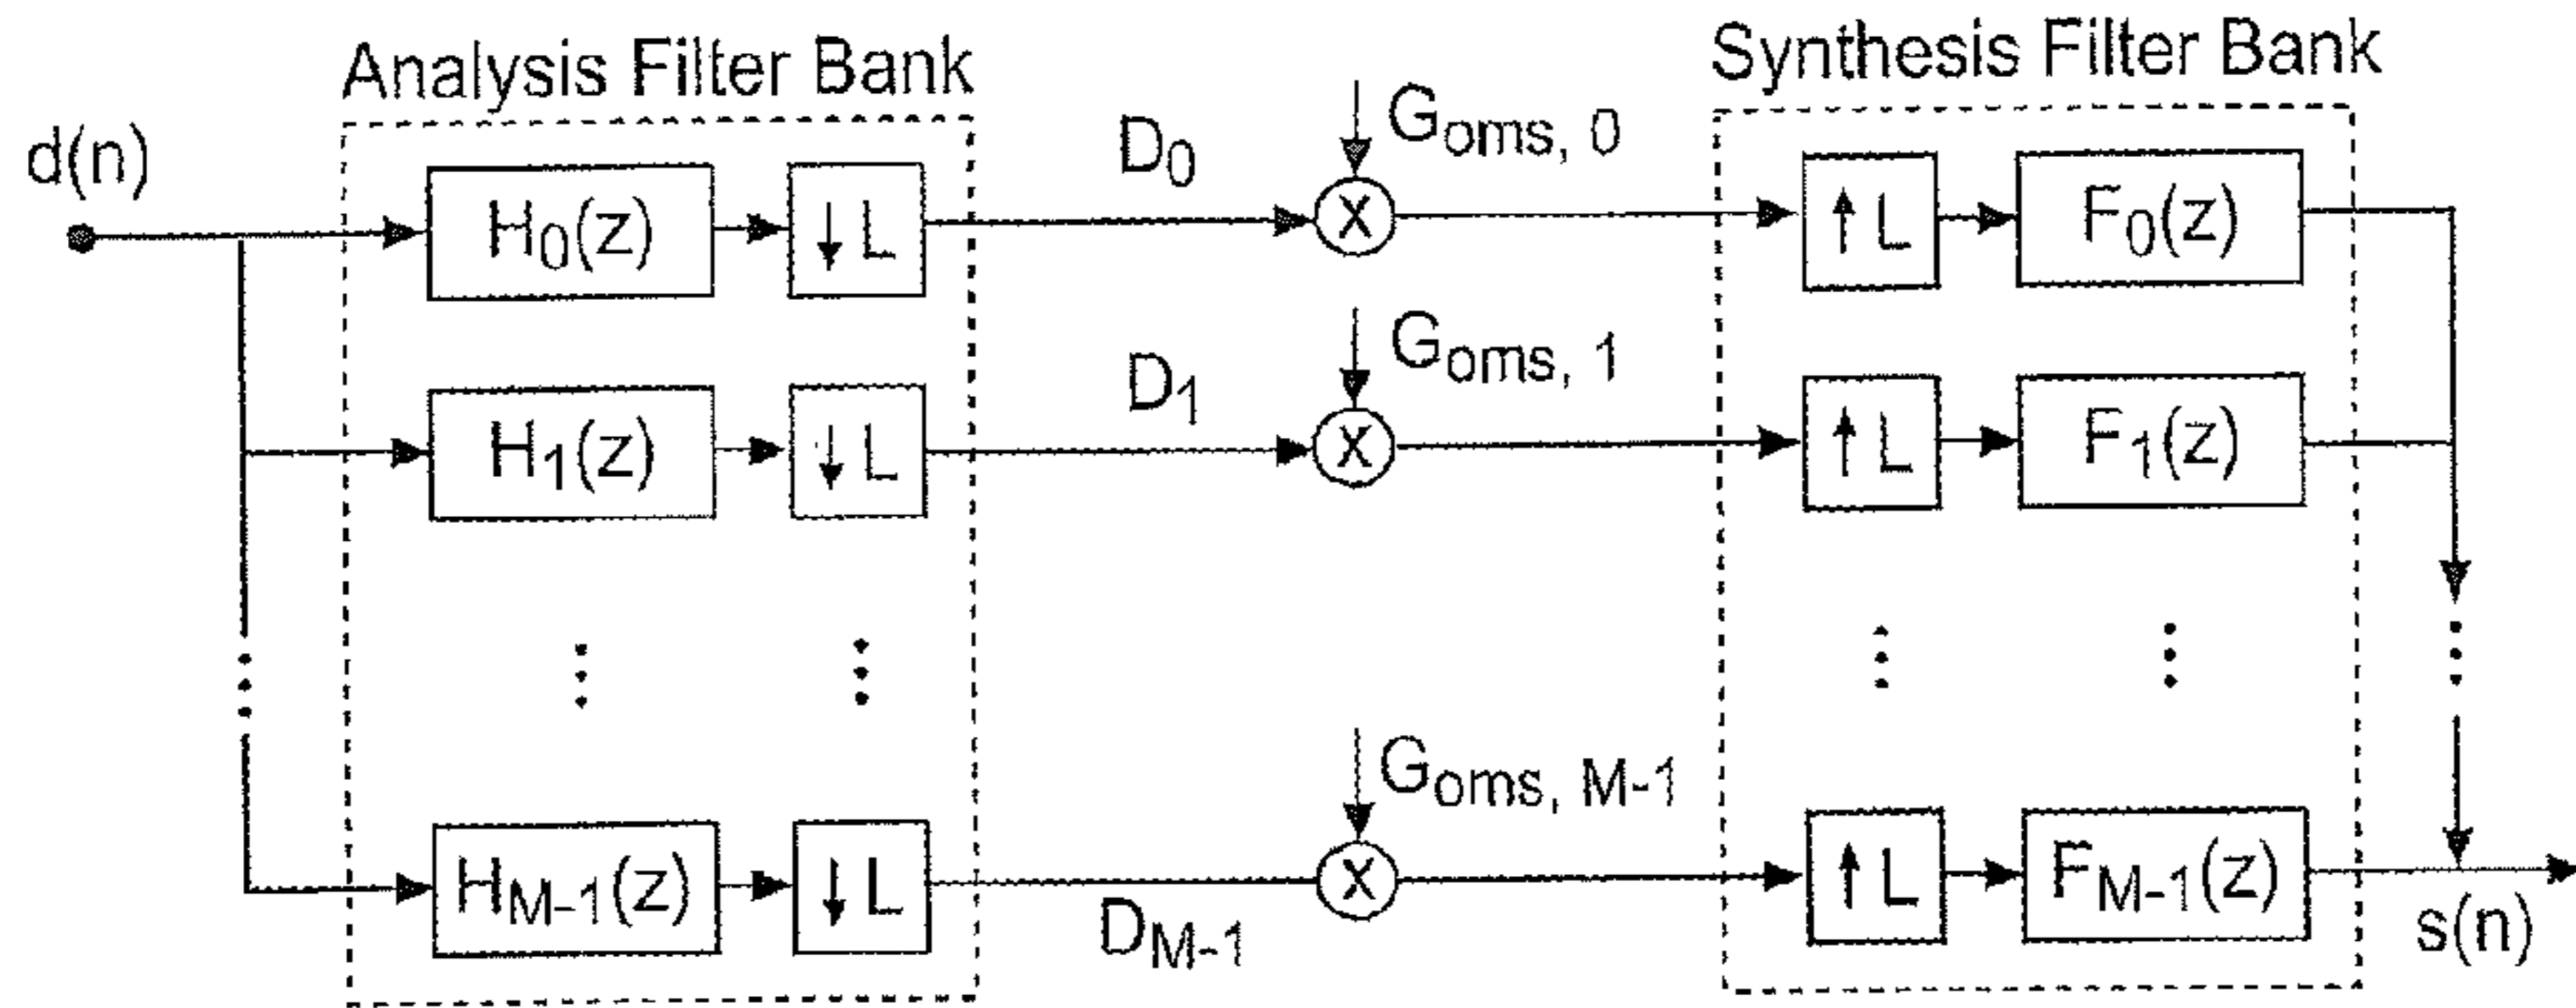 Analysis Filter Bank
Synthesis Filter Bank
d(n)
H0(z)
↓ L
D0
Goms, 0
X
↑ L
F0(z)
H1(z)
↓ L
D1
Goms, 1
X
↑ L
F1(z)
HM-1(z)
↓ L
DM-1
Goms, M-1
X
↑ L
FM-1(z)
s(n)